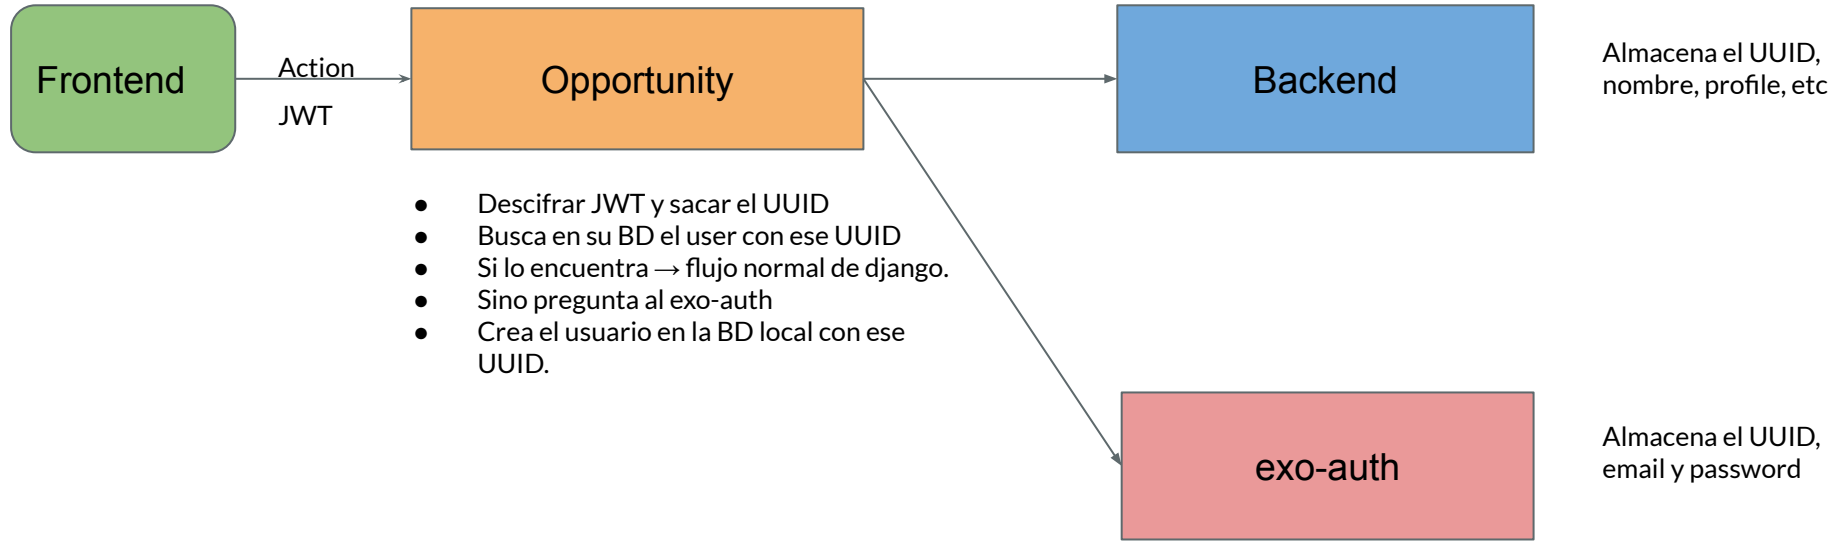 Frontend
Action
JWT
Opportunity
Backend
Almacena el UUID,
nombre, profile, etc
● Descifrar JWT y sacar el UUID
● Busca en su BD el user con ese UUID
● Si lo encuentra → flujo normal de django.
● Sino pregunta al exo-auth
● Crea el usuario en la BD local con ese
UUID.
exo-auth
Almacena el UUID,
email y password